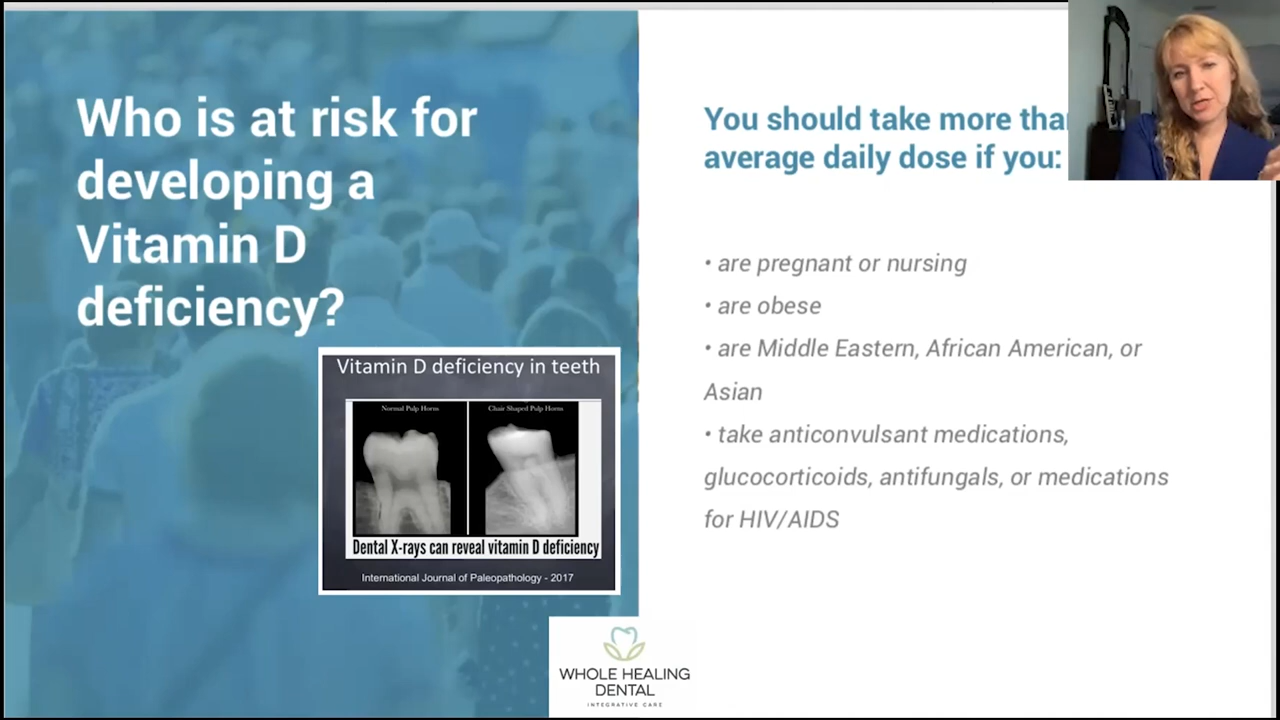 Who is at risk for
developing a
Vitamin D
deficiency?
Vitamin D deficiency in teeth
Normal Pulp Horns
Chair Shaped Pulp Horns
Dental X-rays can reveal vitamin D deficiency
International Journal of Paleopathology - 2017
WHOLE HEALING
DENTAL
INTEGRATIVE CARE
You should take more tha
average daily dose if you:
• are pregnant or nursing
• are obese
• are Middle Eastern, African American, or
Asian
• take anticonvulsant medications,
glucocorticoids, antifungals, or medications
for HIV/AIDS